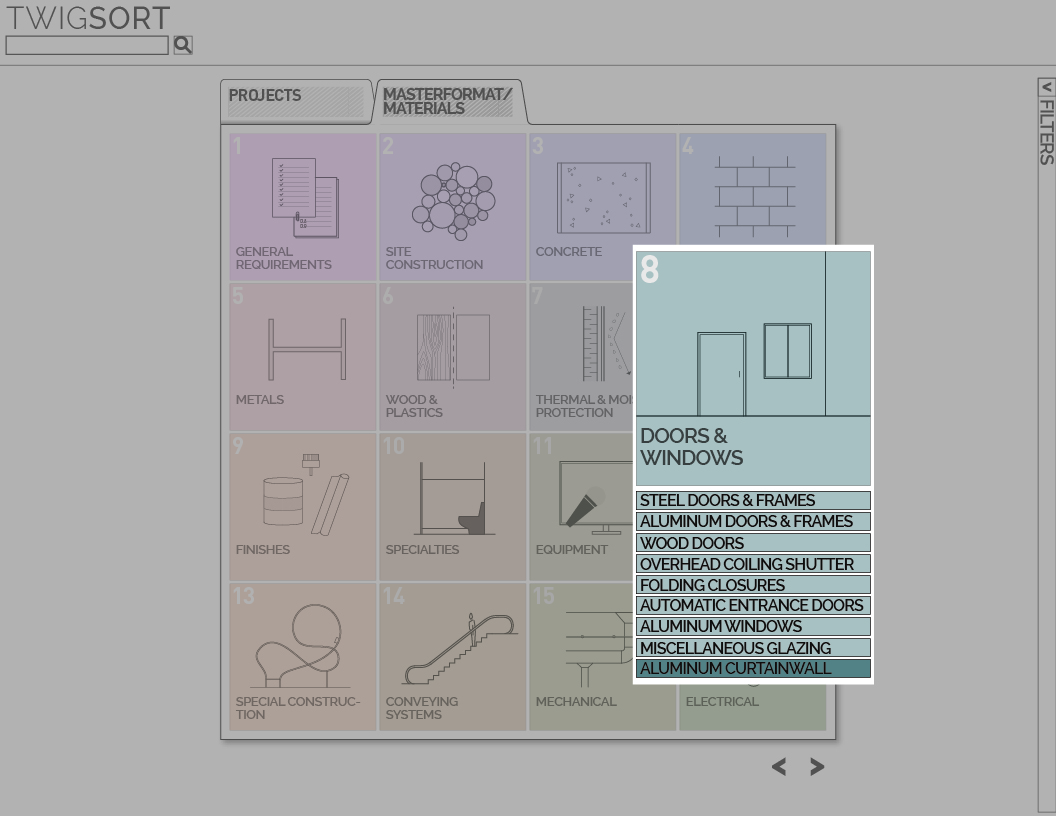 TWIGSORT
PROJECTS
MASTERFORMAT/
MATERIALS
< FILTERS
1
GENERAL
REQUIREMENTS
2
SITE
CONSTRUCTION
3
CONCRETE
4
5
METALS
6
WOOD &
PLASTICS
7
THERMAL & MOI
PROTECTION
8
DOORS &
WINDOWS
STEEL DOORS & FRAMES
ALUMINUM DOORS & FRAMES
WOOD DOORS
OVERHEAD COILING SHUTTER
FOLDING CLOSURES
AUTOMATIC ENTRANCE DOORS
ALUMINUM WINDOWS
MISCELLANEOUS GLAZING
ALUMINUM CURTAINWALL
9
FINISHES
10
SPECIALTIES
11
EQUIPMENT
13
SPECIAL CONSTRUC-
TION
14
CONVEYING
SYSTEMS
15
MECHANICAL
ELECTRICAL
< >